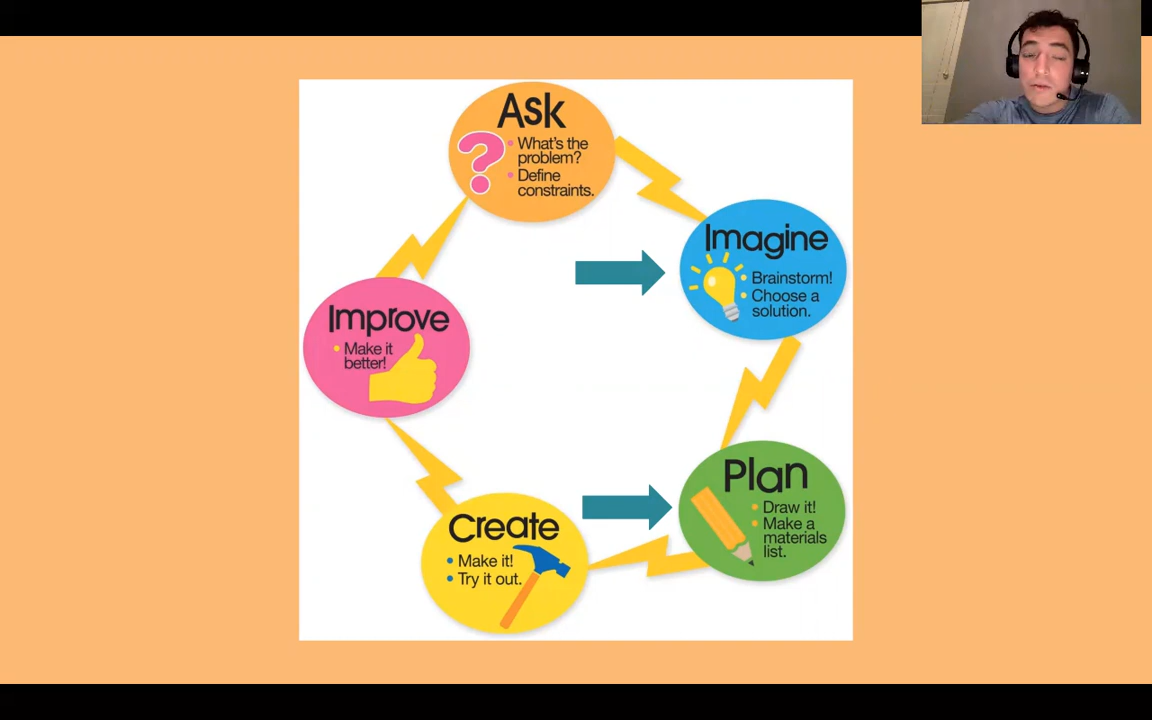 Ask
What's the
problem?
Define
constraints.
Imagine
Brainstorm!
Choose a
solution.
Plan
Draw it!
Make a
materials
list.
Create
Make it!
Try it out.
Improve
Make it
better!